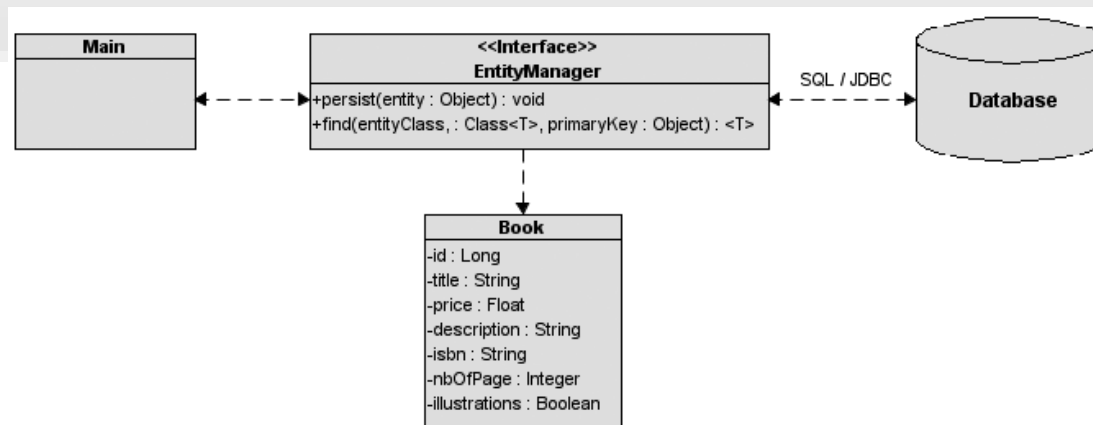 Main
<<Interface>>
EntityManager
+persist(entity : Object) : void
+find(entityClass, : Class<T>, primaryKey : Object) : <T>
SQL / JDBC
Database
Book
-id : Long
-title : String
-price : Float
-description : String
-isbn : String
-nbOfPage : Integer
-illustrations : Boolean